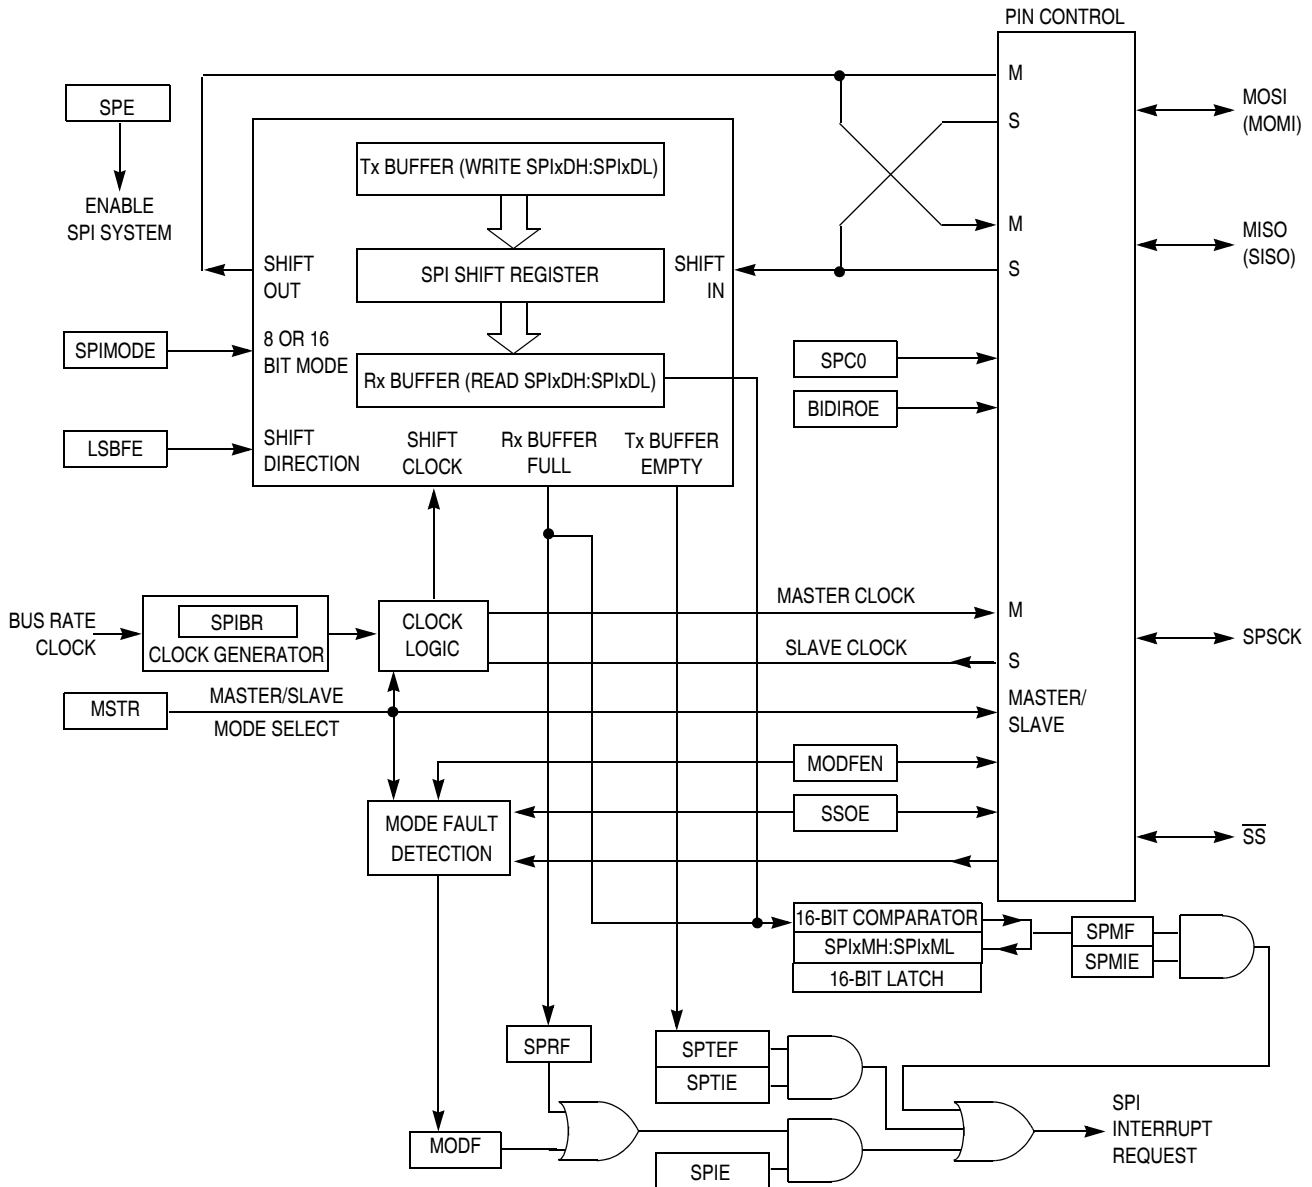 PIN CONTROL
M
MOSI
(MOMI)
SPE
S
Tx BUFFER (WRITE SPIxDH:SPIxDL)
ENABLE
SPI SYSTEM
M
MISO
(SISO)
SHIFT
OUT
SPI SHIFT REGISTER
SHIFT
IN
S
SPIMODE
8 OR 16
BIT MODE
SPC0
Rx BUFFER (READ SPIxDH:SPIxDL)
BIDIROE
LSBFE
SHIFT
DIRECTION
SHIFT
CLOCK
Rx BUFFER
FULL
Tx BUFFER
EMPTY
MASTER CLOCK
M
BUS RATE
CLOCK
SPIBR
CLOCK GENERATOR
CLOCK
LOGIC
SPSCK
SLAVE CLOCK
S
MSTR
MASTER/SLAVE
MODE SELECT
MASTER/
SLAVE
MODFEN
MODE FAULT
DETECTION
SSOE
SS
16-BIT COMPARATOR
SPIxMH:SPIxML
16-BIT LATCH
SPMF
SPMIE
SPRF
SPTEF
SPTIE
MODF
SPIE
SPI
INTERRUPT
REQUEST